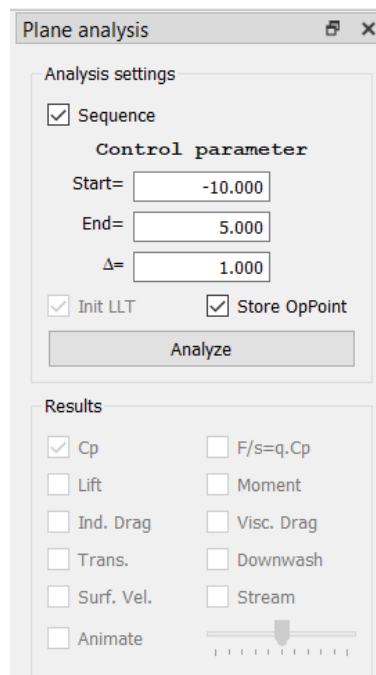 Plane analysis
Analysis settings
Sequence
Control parameter
Start= -10.000
End= 5.000
Δ= 1.000
Init LLT Store OpPoint
Analyze
Results
Cp F/s=q.Cp
Lift Moment
Ind. Drag Visc. Drag
Trans. Downwash
Surf. Vel. Stream
Animate